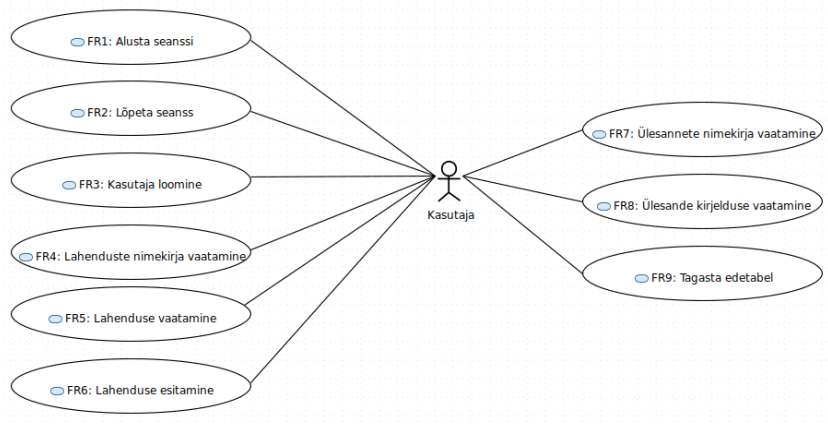 FR1: Alusta seanssi
FR2: Lõpeta seanss
FR3: Kasutaja loomine
FR4: Lahenduste nimekirja vaatamine
FR5: Lahenduse vaatamine
FR6: Lahenduse esitamine
Kasutaja
FR7: Ülesannete nimekirja vaatamine
FR8: Ülesande kirjelduse vaatamine
FR9: Tagasta edetabel